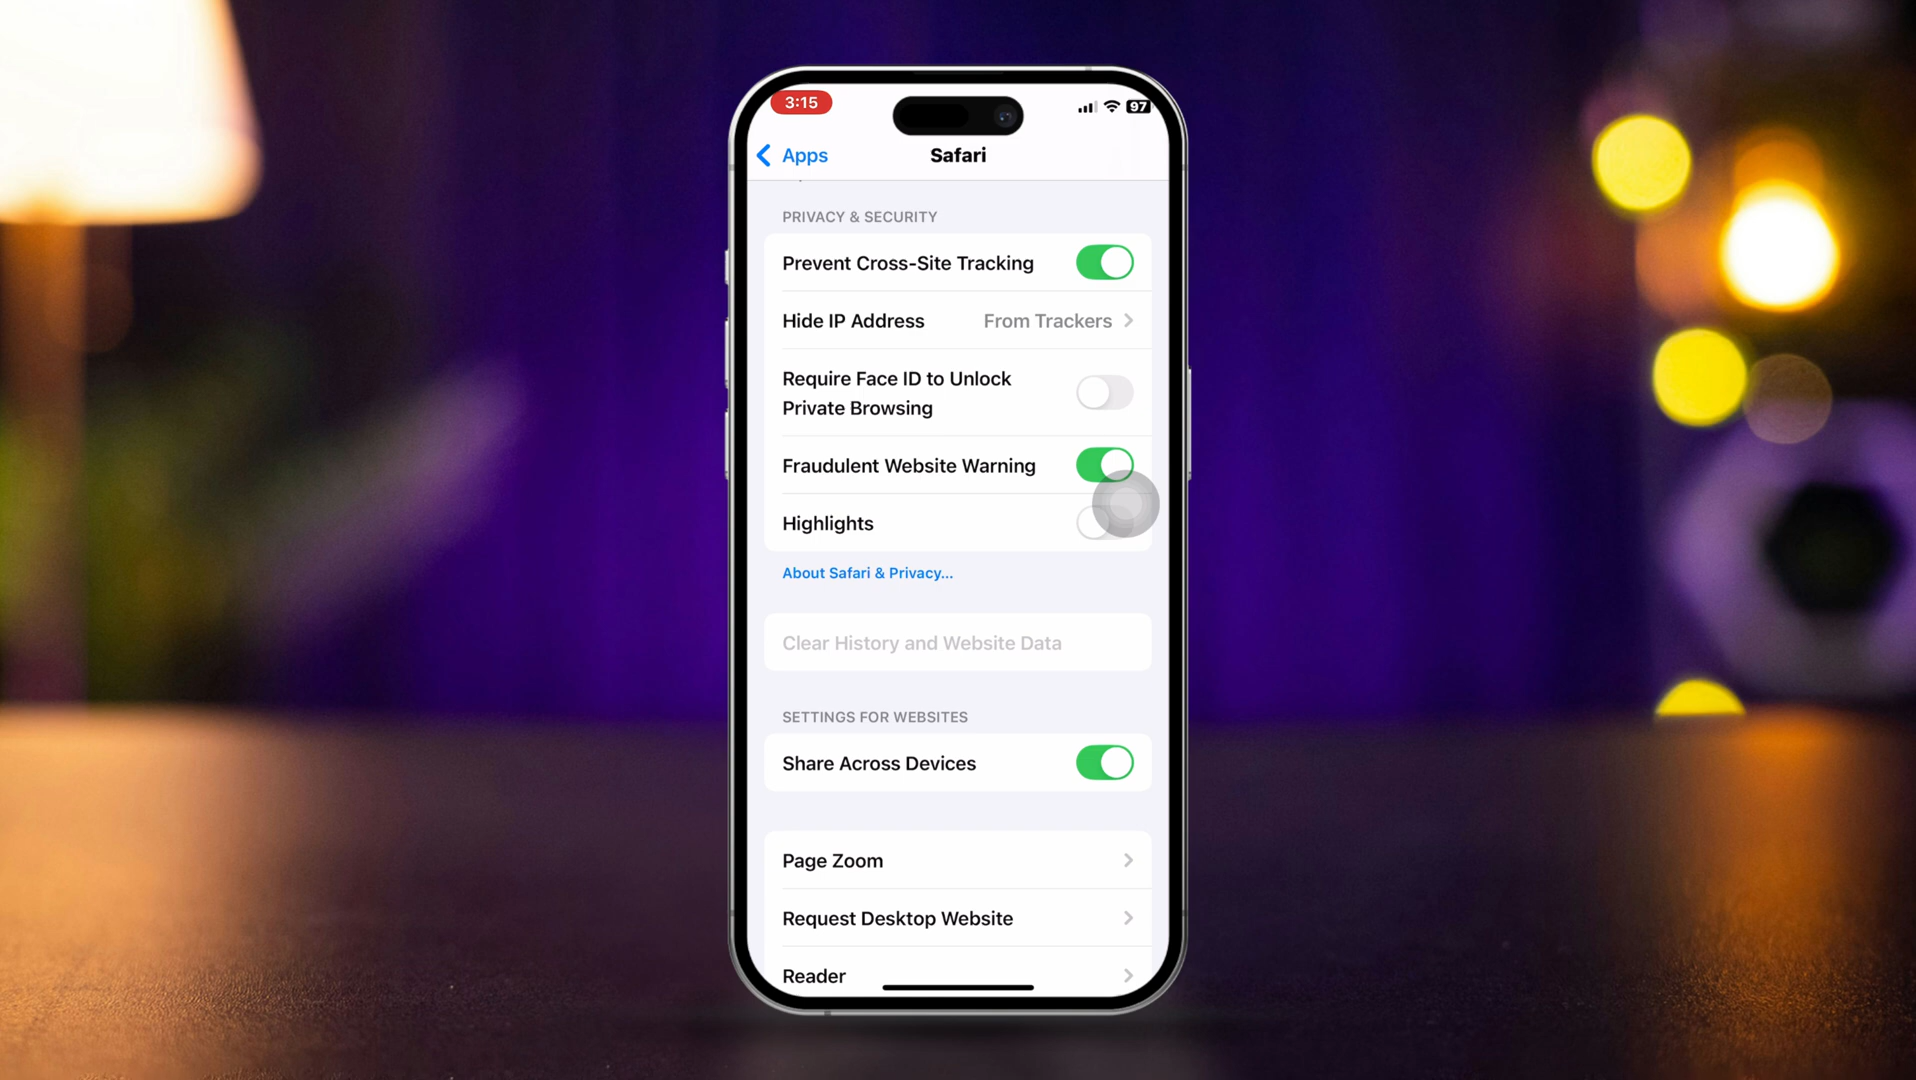 3:15
97
Apps
Safari
PRIVACY & SECURITY
Prevent Cross-Site Tracking
Hide IP Address From Trackers
Require Face ID to Unlock
Private Browsing
Fraudulent Website Warning
Highlights
About Safari & Privacy...
Clear History and Website Data
SETTINGS FOR WEBSITES
Share Across Devices
Page Zoom
Request Desktop Website
Reader